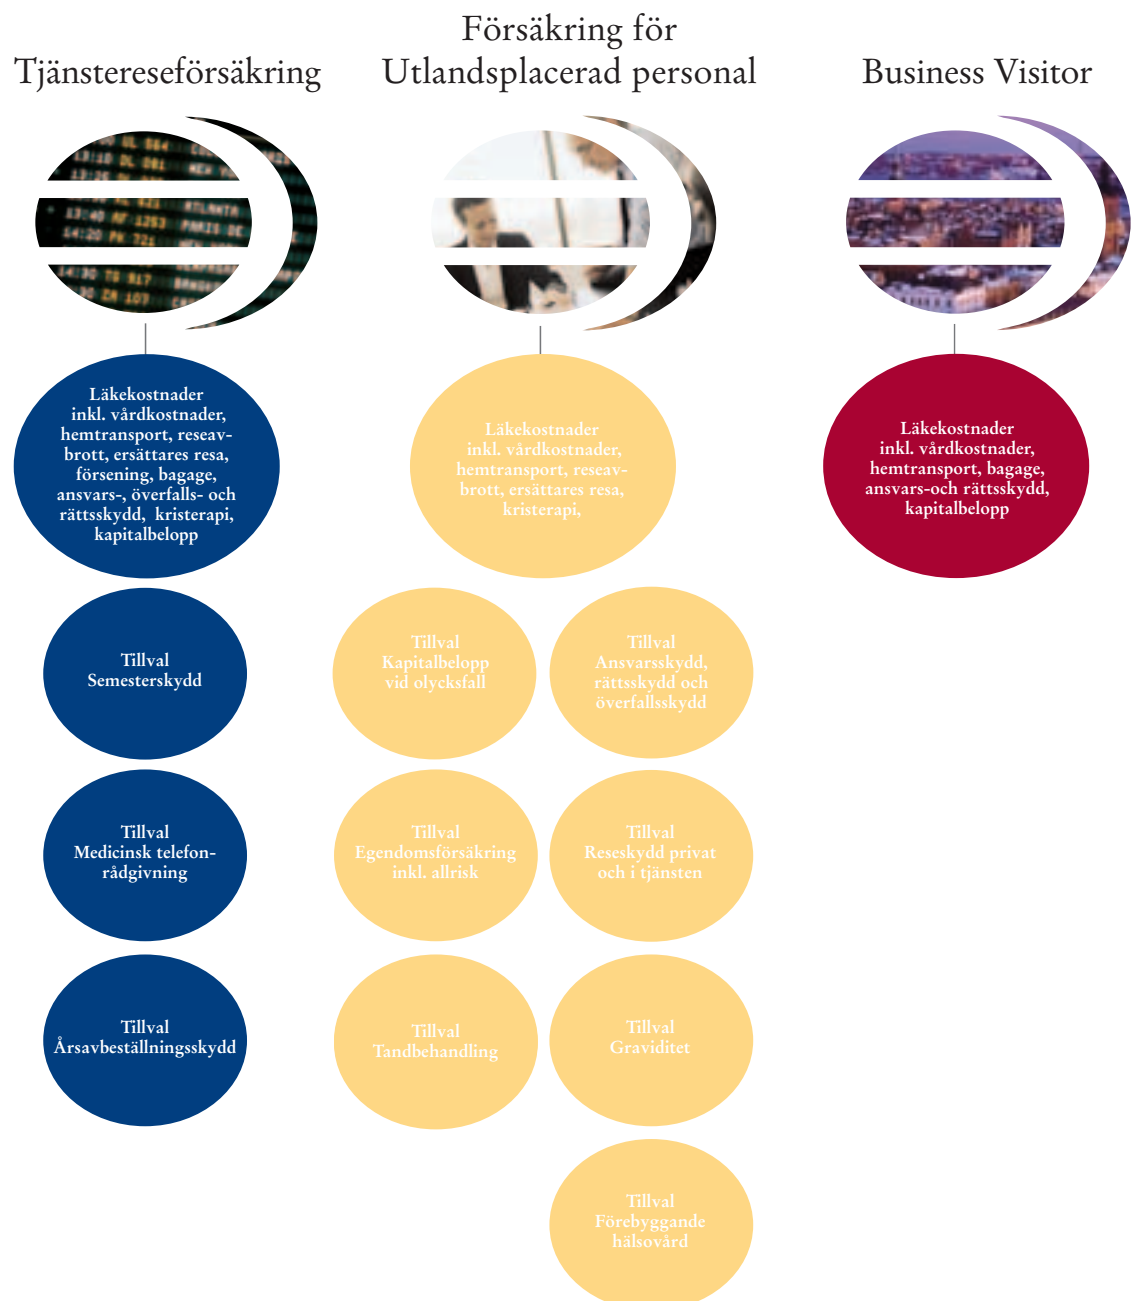 Tjänstereseförsäkring
Läkekostnader
inkl. vårdkostnader,
hemtransport, reseav-
brott, ersättares resa,
försening, bagage,
ansvars-, överfalls- och
rättsskydd, kristerapi,
kapitalbelopp
Tillval
Semesterskydd
Tillval
Medicinsk telefon-
rådgivning
Tillval
Årsavbeställningsskydd
Försäkring för
Utlandsplacerad personal
Läkekostnader
inkl. vårdkostnader,
hemtransport, reseav-
brott, ersättares resa,
kristerapi,
Tillval
Kapitalbelopp
vid olycksfall
Tillval
Ansvarsskydd,
rättsskydd och
överfallsskydd
Tillval
Egendomsförsäkring
inkl. allrisk
Tillval
Reseskydd privat
och i tjänsten
Tillval
Tandbehandling
Tillval
Graviditet
Tillval
Förebyggande
hälsovård
Business Visitor
Läkekostnader
inkl. vårdkostnader,
hemtransport, bagage,
ansvars-och rättsskydd,
kapitalbelopp